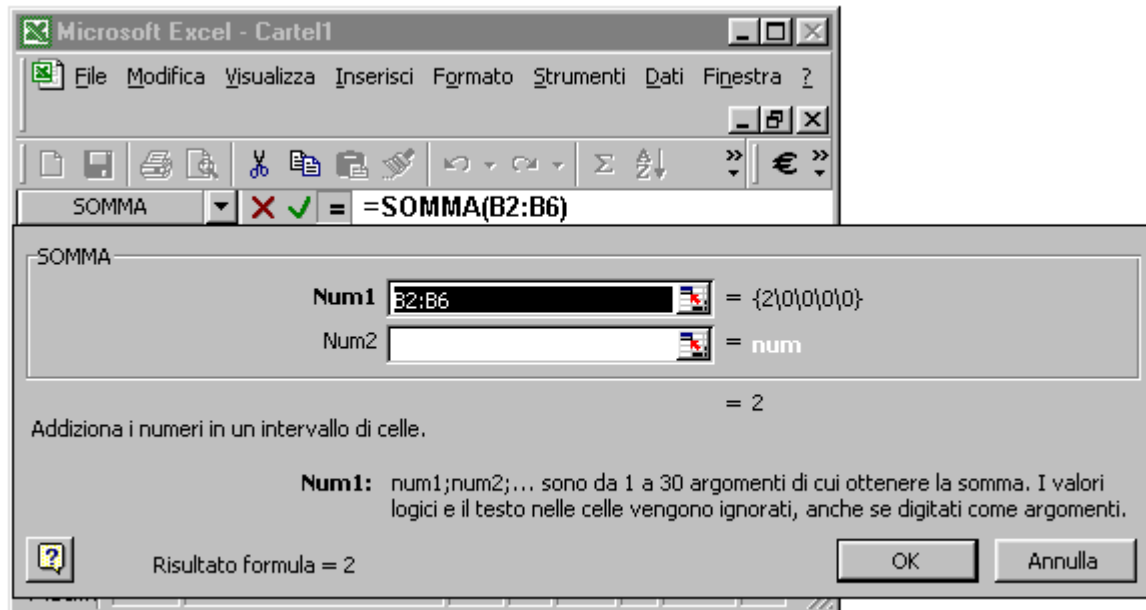 Microsoft Excel - Cartel1
File Modifica Visualizza Inserisci Formato Strumenti Dati Finestra ?
SOMMA =SOMMA(B2:B6)
SOMMA
Num1 B2:B6 = {2\0\0\0\0}
Num2 = num
= 2
Addiziona i numeri in un intervallo di celle.
Num1: num1;num2;... sono da 1 a 30 argomenti di cui ottenere la somma. I valori
logici e il testo nelle celle vengono ignorati, anche se digitati come argomenti.
Risultato formula = 2
OK Annulla